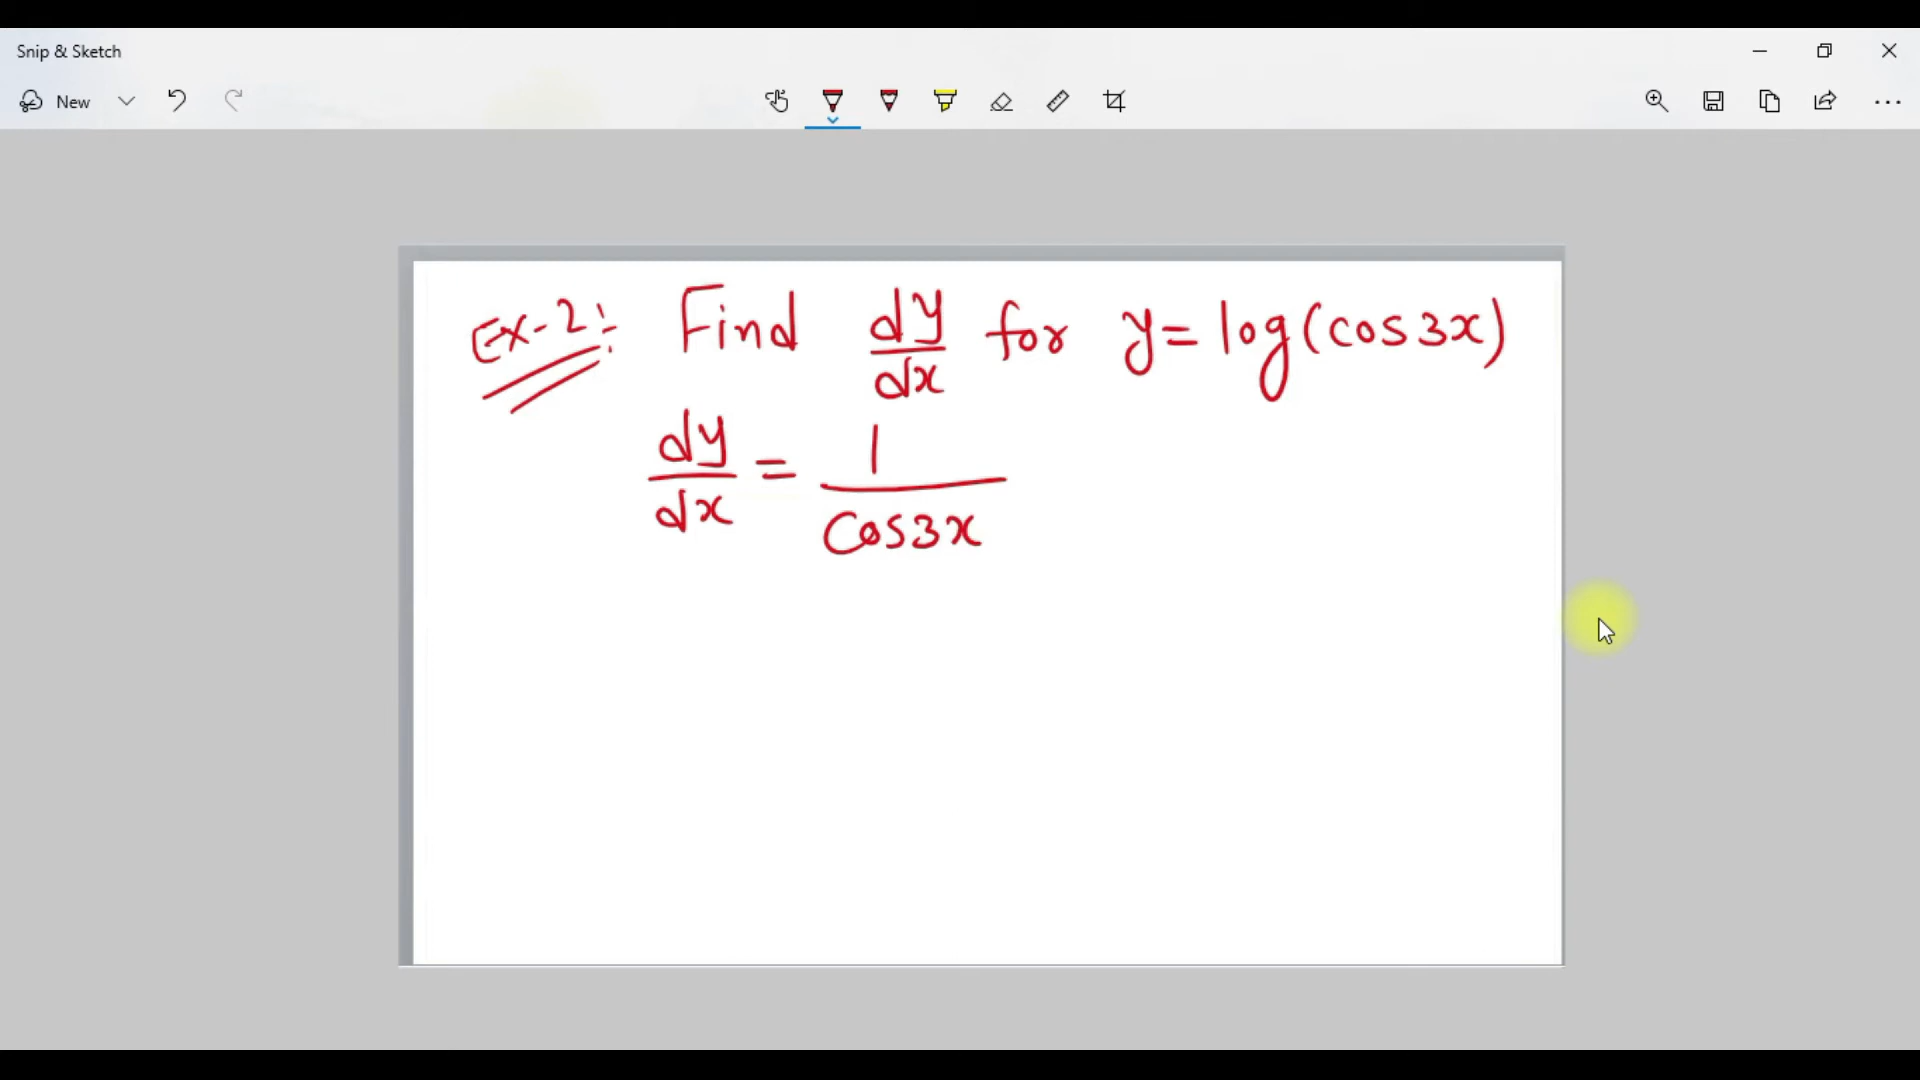 Snip & Sketch
New
Ex-2:- Find dy/dx for y = log(cos3x)
dy/dx = 1/cos3x